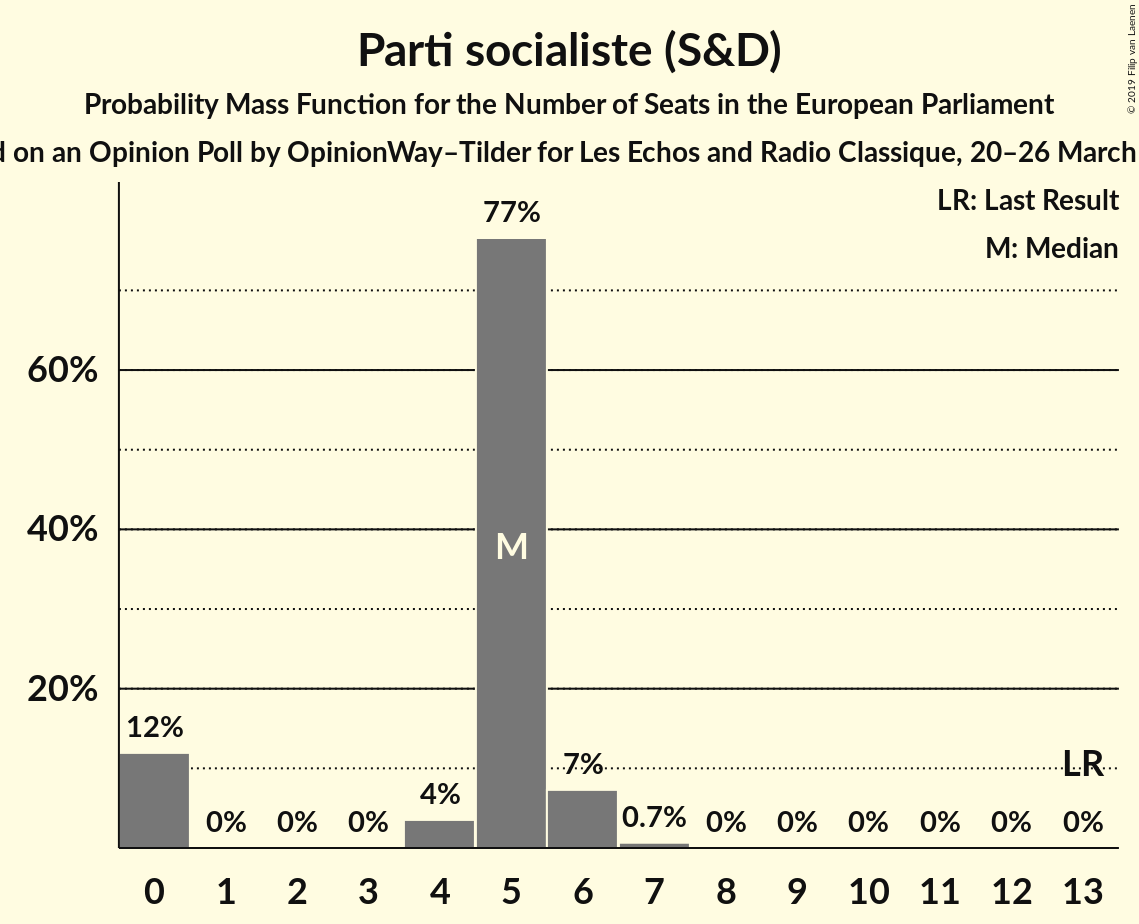 Parti socialiste (S&D)
Probability Mass Function for the Number of Seats in the European Parliament
on an Opinion Poll by OpinionWay–Tilder for Les Echos and Radio Classique, 20–26 March
© 2019 Filip van Laenen
LR: Last Result
M: Median
77%
60%
40%
M
20%
12%
LR
7%
4%
0% 0% 0% 0.7% 0% 0% 0% 0% 0% 0%
0 1 2 3 4 5 6 7 8 9 10 11 12 13